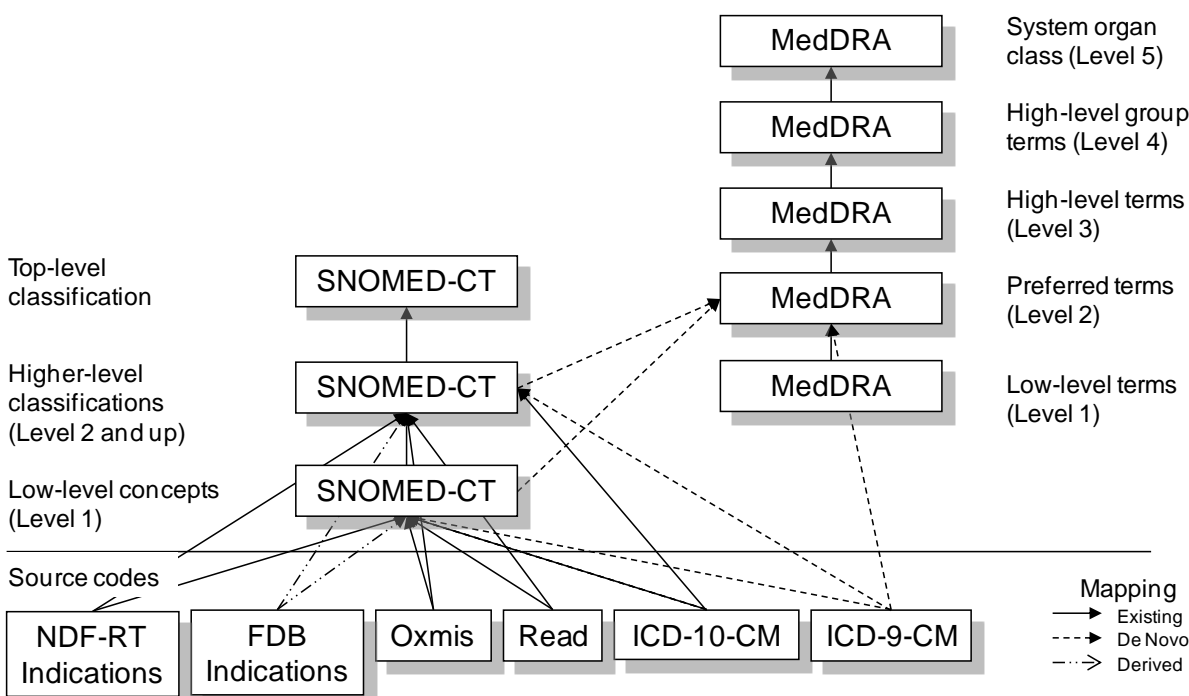 MedDRA
System organ
class (Level 5)
MedDRA
High-level group
terms (Level 4)
MedDRA
High-level terms
(Level 3)
Top-level
classification
SNOMED-CT
MedDRA
Preferred terms
(Level 2)
Higher-level
classifications
(Level 2 and up)
SNOMED-CT
MedDRA
Low-level terms
(Level 1)
Low-level concepts
(Level 1)
SNOMED-CT
Source codes
NDF-RT
Indications
FDB
Indications
Oxmis
Read
ICD-10-CM
ICD-9-CM
Mapping
Existing
De Novo
Derived